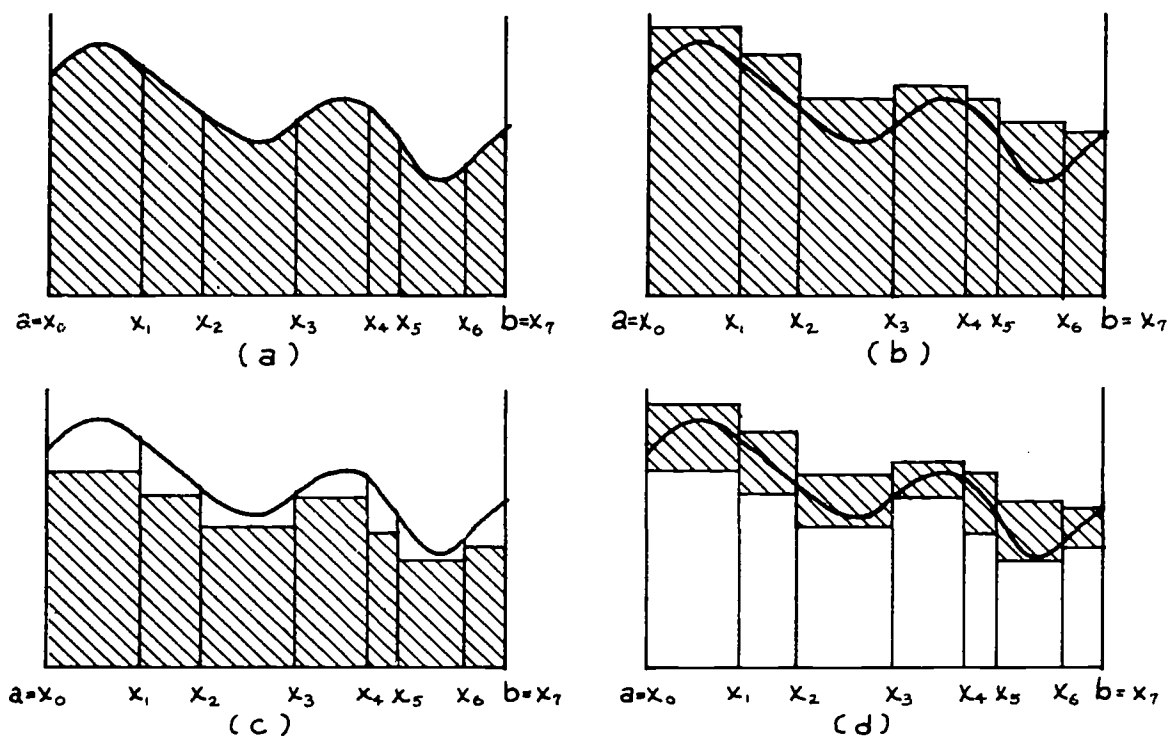 a=x₀ x₁ x₂ x₃ x₄ x₅ x₆ b=x₇
(a)
a=x₀ x₁ x₂ x₃ x₄ x₅ x₆ b=x₇
(b)
a=x₀ x₁ x₂ x₃ x₄ x₅ x₆ b=x₇
(c)
a=x₀ x₁ x₂ x₃ x₄ x₅ x₆ b=x₇
(d)